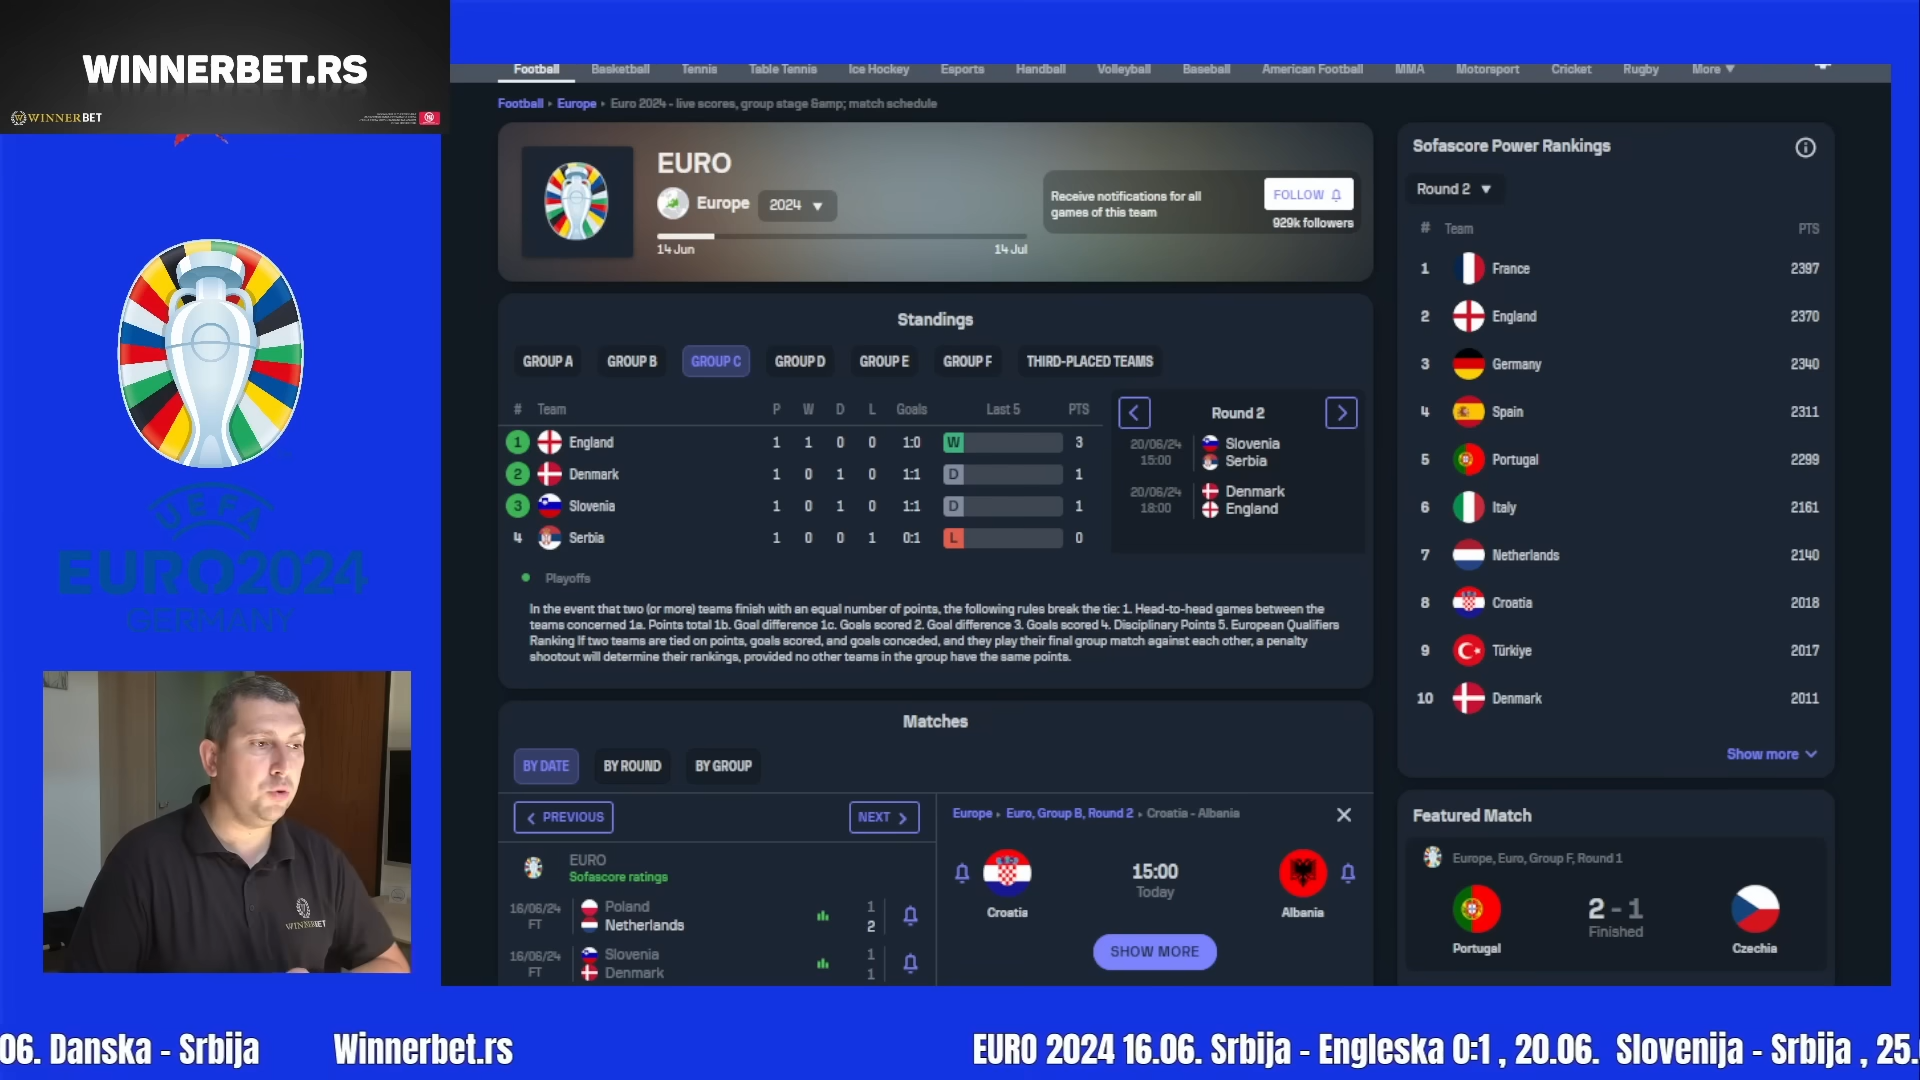 WINNERBET.RS
WINNERBET
UEFA
EURO2024
GERMANY
WINNERBET
Football Basketball Tennis Table Tennis Ice Hockey Esports Handball Volleyball Baseball American Football MMA Motorsport Cricket Rugby More
Football Europe Euro 2024 - live scores, group stage &amp; match schedule
EURO
Europe 2024
14 Jun 14 Jul
Receive notifications for all
games of this team
FOLLOW
929k followers
Standings
GROUP A GROUP B GROUP C GROUP D GROUP E GROUP F THIRD-PLACED TEAMS
# Team P W D L Goals Last 5 PTS
1 England 1 1 0 0 1:0 W 3
2 Denmark 1 0 1 0 1:1 D 1
3 Slovenia 1 0 1 0 1:1 D 1
4 Serbia 1 0 0 1 0:1 L 0
Round 2
20/06/24 Slovenia
15:00 Serbia
20/06/24 Denmark
18:00 England
Playoffs
In the event that two (or more) teams finish with an equal number of points, the following rules break the tie: 1. Head-to-head games between the
teams concerned 1a. Points total 1b. Goal difference 1c. Goals scored 2. Goal difference 3. Goals scored 4. Disciplinary Points 5. European Qualifiers
Ranking If two teams are tied on points, goals scored, and goals conceded, and they play their final group match against each other, a penalty
shootout will determine their rankings, provided no other teams in the group have the same points.
Matches
BY DATE BY ROUND BY GROUP
PREVIOUS NEXT
EURO
Sofascore ratings
16/06/24 Poland 1
FT Netherlands 2
16/06/24 Slovenia 1
FT Denmark 1
Europe Euro, Group B, Round 2 Croatia - Albania
15:00
Today
Croatia Albania
SHOW MORE
Sofascore Power Rankings
Round 2
# Team PTS
1 France 2397
2 England 2370
3 Germany 2340
4 Spain 2311
5 Portugal 2299
6 Italy 2161
7 Netherlands 2140
8 Croatia 2018
9 Türkiye 2017
10 Denmark 2011
Show more
Featured Match
Europe, Euro, Group F, Round 1
2 - 1
Finished
Portugal Czechia
06. Danska - Srbija Winnerbet.rs EURO 2024 16.06. Srbija - Engleska 0:1 , 20.06. Slovenija - Srbija , 25.